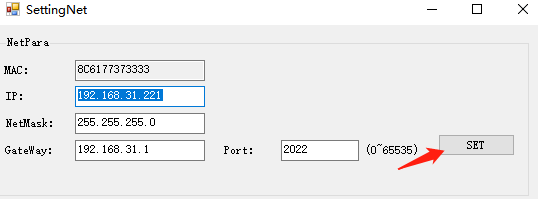 SettingNet
NetPara
MAC: 8C6177373333
IP: 192.168.31.221
NetMask: 255.255.255.0
GateWay: 192.168.31.1 Port: 2022 (0~65535) SET